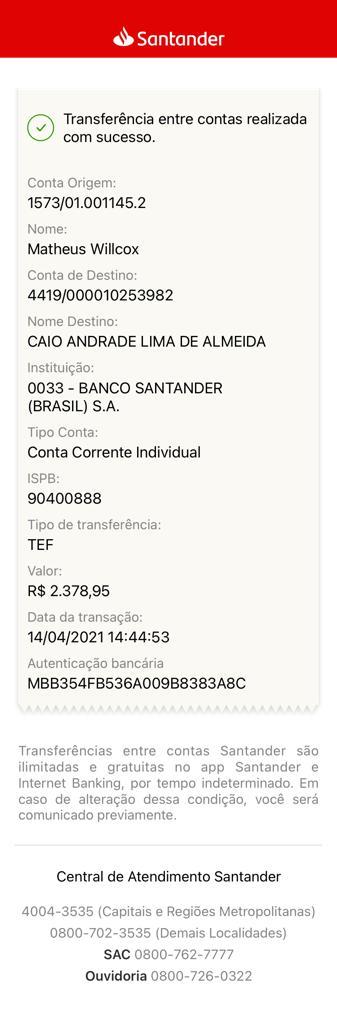 Santander
Transferência entre contas realizada
com sucesso.
Conta Origem:
1573/01.001145.2
Nome:
Matheus Willcox
Conta de Destino:
4419/000010253982
Nome Destino:
CAIO ANDRADE LIMA DE ALMEIDA
Instituição:
0033 - BANCO SANTANDER
(BRASIL) S.A.
Tipo Conta:
Conta Corrente Individual
ISPB:
90400888
Tipo de transferência:
TEF
Valor:
R$ 2.378,95
Data da transação:
14/04/2021 14:44:53
Autenticação bancária
MBB354FB536A009B8383A8C
Transferências entre contas Santander são
ilimitadas e gratuitas no app Santander e
Internet Banking, por tempo indeterminado. Em
caso de alteração dessa condição, você será
comunicado previamente.
Central de Atendimento Santander
4004-3535 (Capitais e Regiões Metropolitanas)
0800-702-3535 (Demais Localidades)
SAC 0800-762-7777
Ouvidoria 0800-726-0322